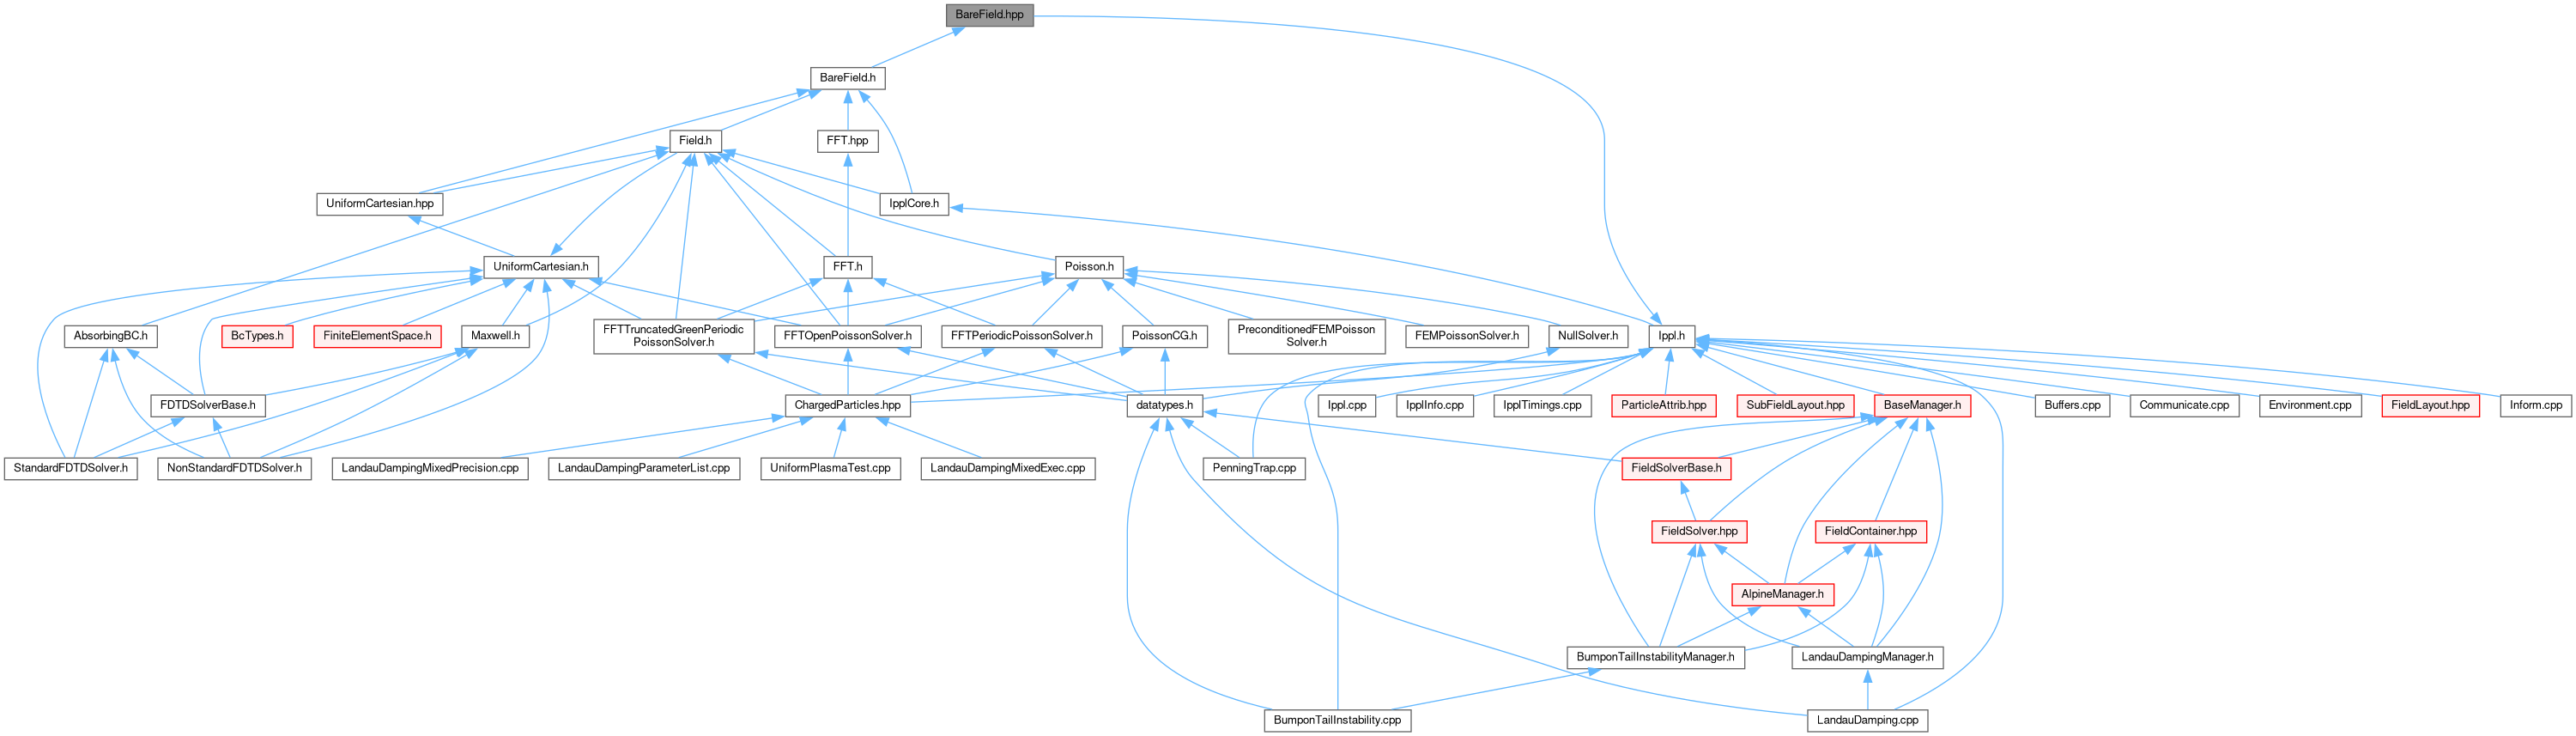 BareField.hpp
BareField.h
Field.h
FFT.hpp
UniformCartesian.hpp
IpplCore.h
UniformCartesian.h
FFT.h
Poisson.h
AbsorbingBC.h
BcTypes.h
FiniteElementSpace.h
Maxwell.h
FFTTruncatedGreenPeriodic
PoissonSolver.h
FFTOpenPoissonSolver.h
FFTPeriodicPoissonSolver.h
PoissonCG.h
PreconditionedFEMPoisson
Solver.h
FEMPoissonSolver.h
NullSolver.h
Ippl.h
FDTDSolverBase.h
ChargedParticles.hpp
datatypes.h
Ippl.cpp
IpplInfo.cpp
IpplTimings.cpp
ParticleAttrib.hpp
SubFieldLayout.hpp
BaseManager.h
Buffers.cpp
Communicate.cpp
Environment.cpp
FieldLayout.hpp
Inform.cpp
StandardFDTDSolver.h
NonStandardFDTDSolver.h
LandauDampingMixedPrecision.cpp
LandauDampingParameterList.cpp
UniformPlasmaTest.cpp
LandauDampingMixedExec.cpp
PenningTrap.cpp
FieldSolverBase.h
FieldSolver.hpp
FieldContainer.hpp
AlpineManager.h
BumponTailInstabilityManager.h
LandauDampingManager.h
BumponTailInstability.cpp
LandauDamping.cpp